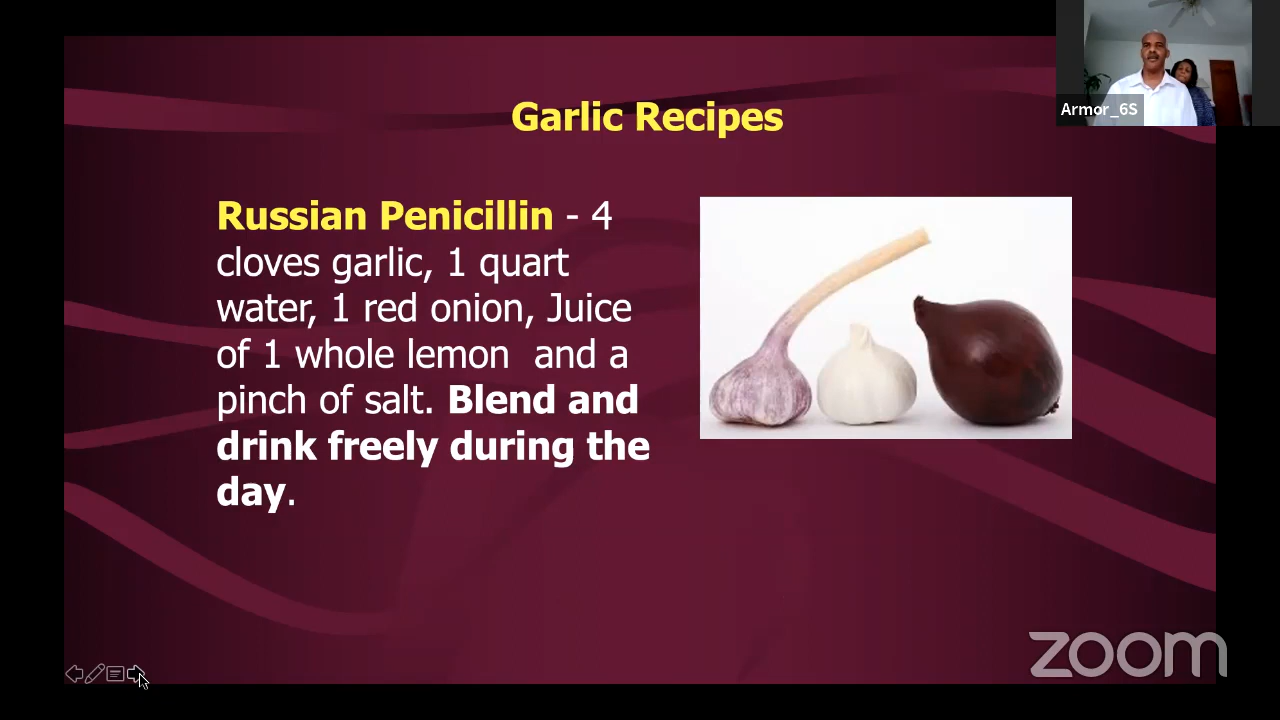 Armor_6S
Garlic Recipes
Russian Penicillin - 4
cloves garlic, 1 quart
water, 1 red onion, Juice
of 1 whole lemon  and a
pinch of salt. Blend and
drink freely during the
day.
zoom